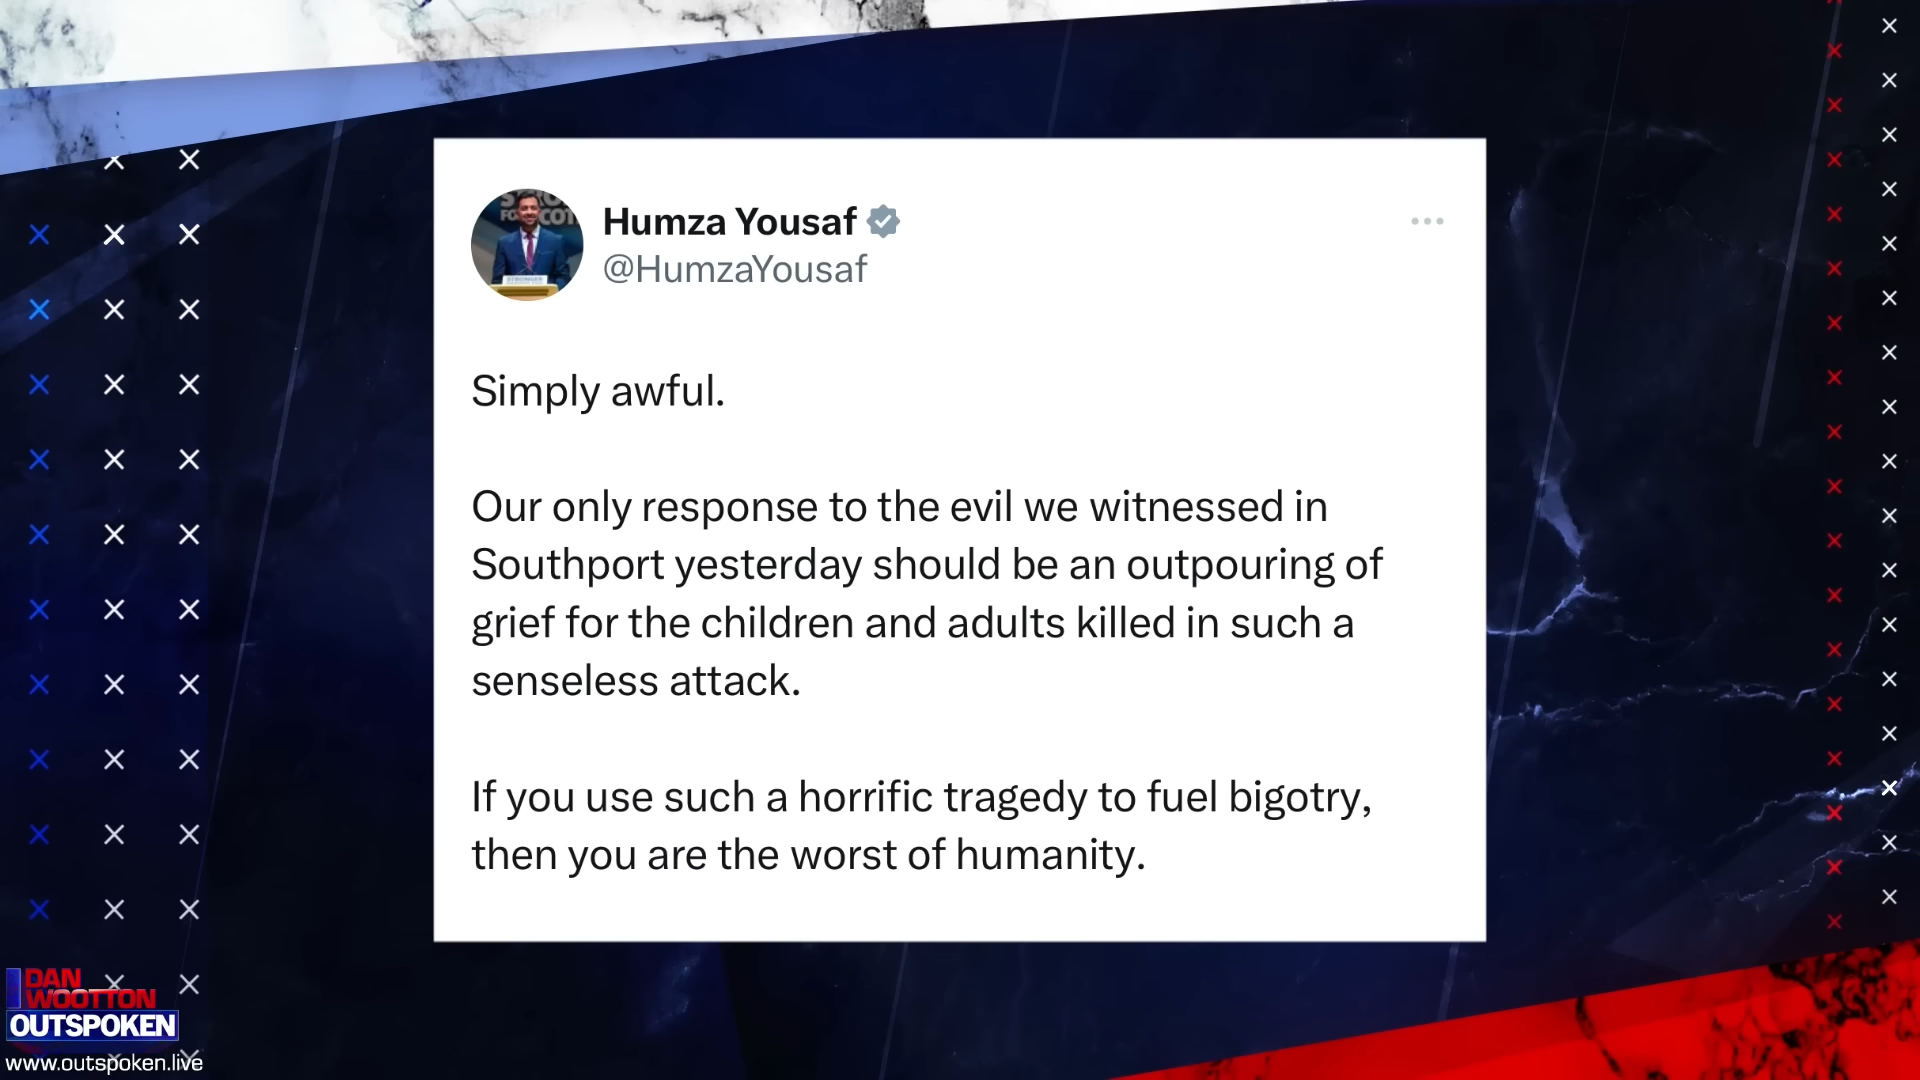 Humza Yousaf
@HumzaYousaf
Simply awful.
Our only response to the evil we witnessed in
Southport yesterday should be an outpouring of
grief for the children and adults killed in such a
senseless attack.
If you use such a horrific tragedy to fuel bigotry,
then you are the worst of humanity.
DAN
WOOTTON
OUTSPOKEN
www.outspoken.live